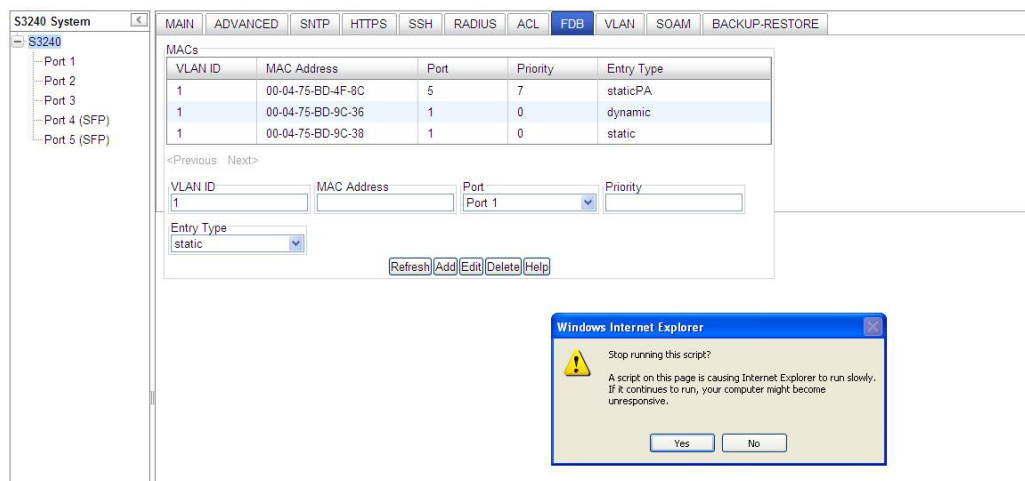 S3240 System <
S3240
Port 1
Port 2
Port 3
Port 4 (SFP)
Port 5 (SFP)
MAIN ADVANCED SNTP HTTPS SSH RADIUS ACL FDB VLAN SOAM BACKUP-RESTORE
MACs
VLAN ID MAC Address Port Priority Entry Type
1 00-04-75-BD-4F-8C 5 7 staticPA
1 00-04-75-BD-9C-36 1 0 dynamic
1 00-04-75-BD-9C-38 1 0 static
<Previous Next>
VLAN ID MAC Address Port Priority
1 Port 1
Entry Type
static
Refresh Add Edit Delete Help
Windows Internet Explorer
Stop running this script?
A script on this page is causing Internet Explorer to run slowly.
If it continues to run, your computer might become
unresponsive.
Yes No